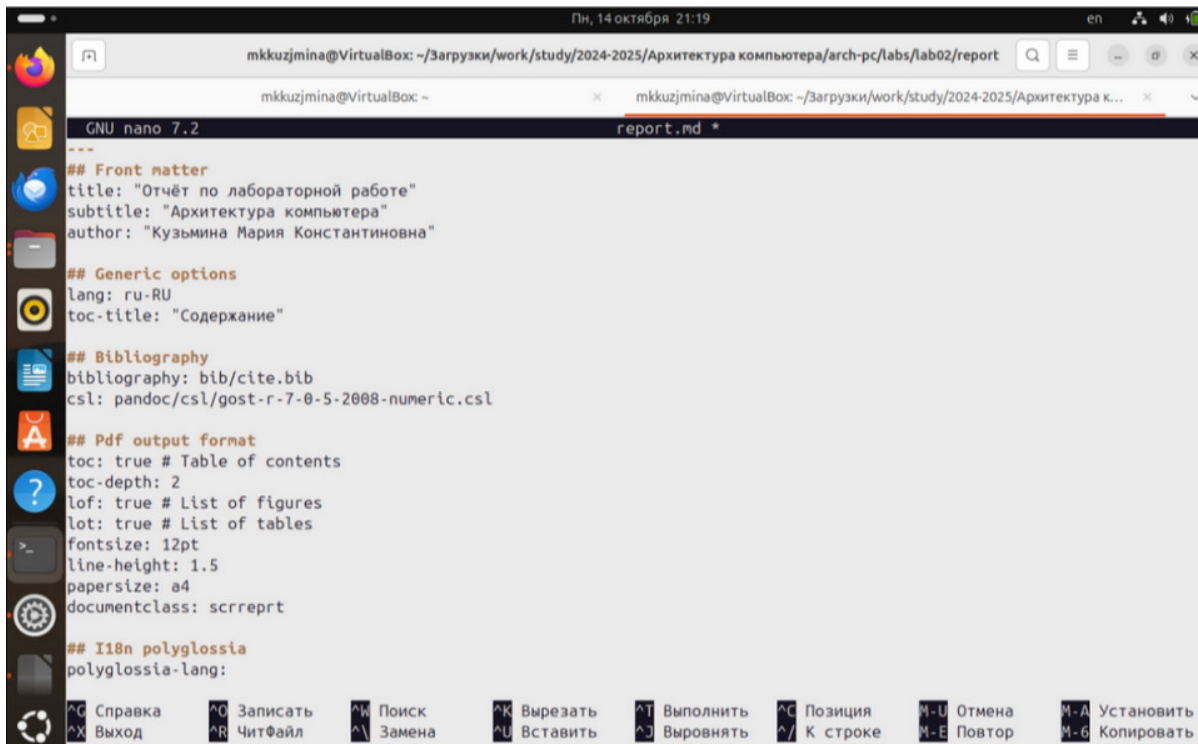 Пн, 14 октября 21:19
en
mkkuzjmina@VirtualBox: ~/Загрузки/work/study/2024-2025/Архитектура компьютера/arch-pc/labs/lab02/report
mkkuzjmina@VirtualBox: ~
mkkuzjmina@VirtualBox: ~/Загрузки/work/study/2024-2025/Архитектура к...
GNU nano 7.2 report.md *
---
## Front matter
title: "Отчёт по лабораторной работе"
subtitle: "Архитектура компьютера"
author: "Кузьмина Мария Константиновна"
## Generic options
lang: ru-RU
toc-title: "Содержание"
## Bibliography
bibliography: bib/cite.bib
csl: pandoc/csl/gost-r-7-0-5-2008-numeric.csl
## Pdf output format
toc: true # Table of contents
toc-depth: 2
lof: true # List of figures
lot: true # List of tables
fontsize: 12pt
line-height: 1.5
papersize: a4
documentclass: scrreprt
## I18n polyglossia
polyglossia-lang:
^G Справка ^O Записать ^W Поиск ^K Вырезать ^T Выполнить ^C Позиция M-U Отмена M-A Установить
^X Выход ^R ЧитФайл ^\ Замена ^U Вставить ^J Выровнять ^/ К строке M-E Повтор M-6 Копировать